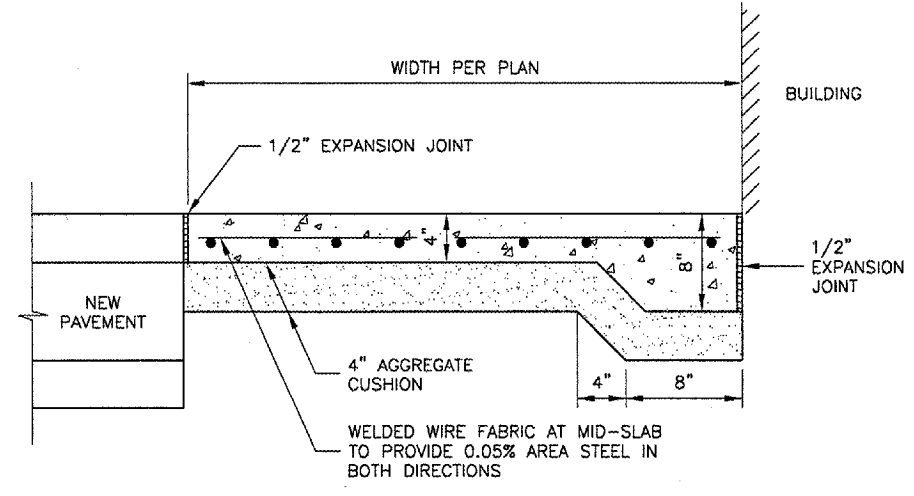 WIDTH PER PLAN
BUILDING
1/2" EXPANSION JOINT
4"
8"
1/2"
EXPANSION
JOINT
NEW
PAVEMENT
4" AGGREGATE
CUSHION
4"
8"
WELDED WIRE FABRIC AT MID-SLAB
TO PROVIDE 0.05% AREA STEEL IN
BOTH DIRECTIONS